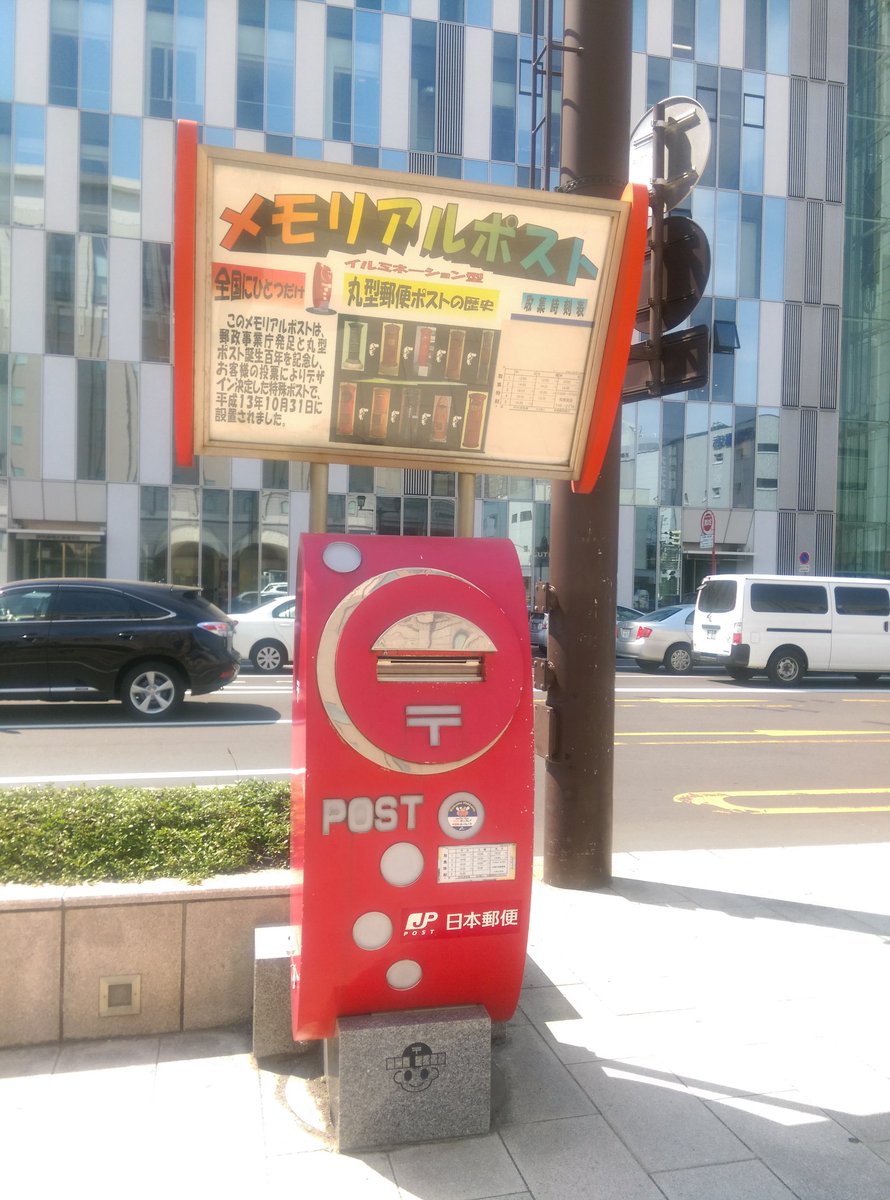 メモリアルポスト
イルミネーション型
全国にひとつだけ
丸型郵便ポストの歴史
取集時刻表
このメモリアルポストは、
郵政事業庁発足と丸型
ポスト誕生百年を記念し、
お客様の投票によりデザ
イン決定した特殊ポストで、
平成13年10月31日に
設置されました。
〒
POST
JP
POST
日本郵便